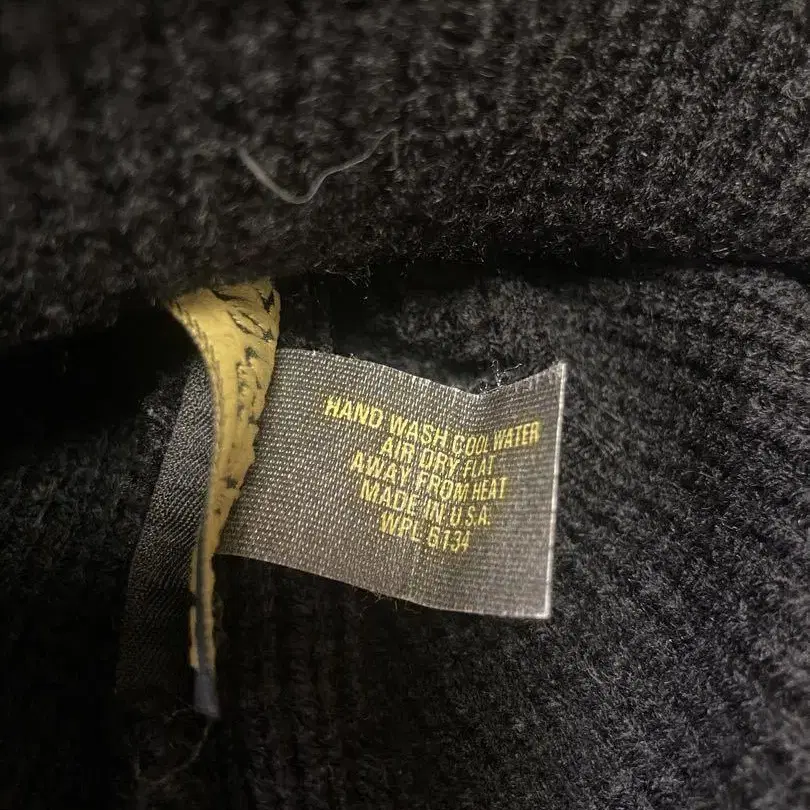 HAND WASH COOL WATER
AIR DRY FLAT
AWAY FROM HEAT
MADE IN U.S.A.
WPL 6134